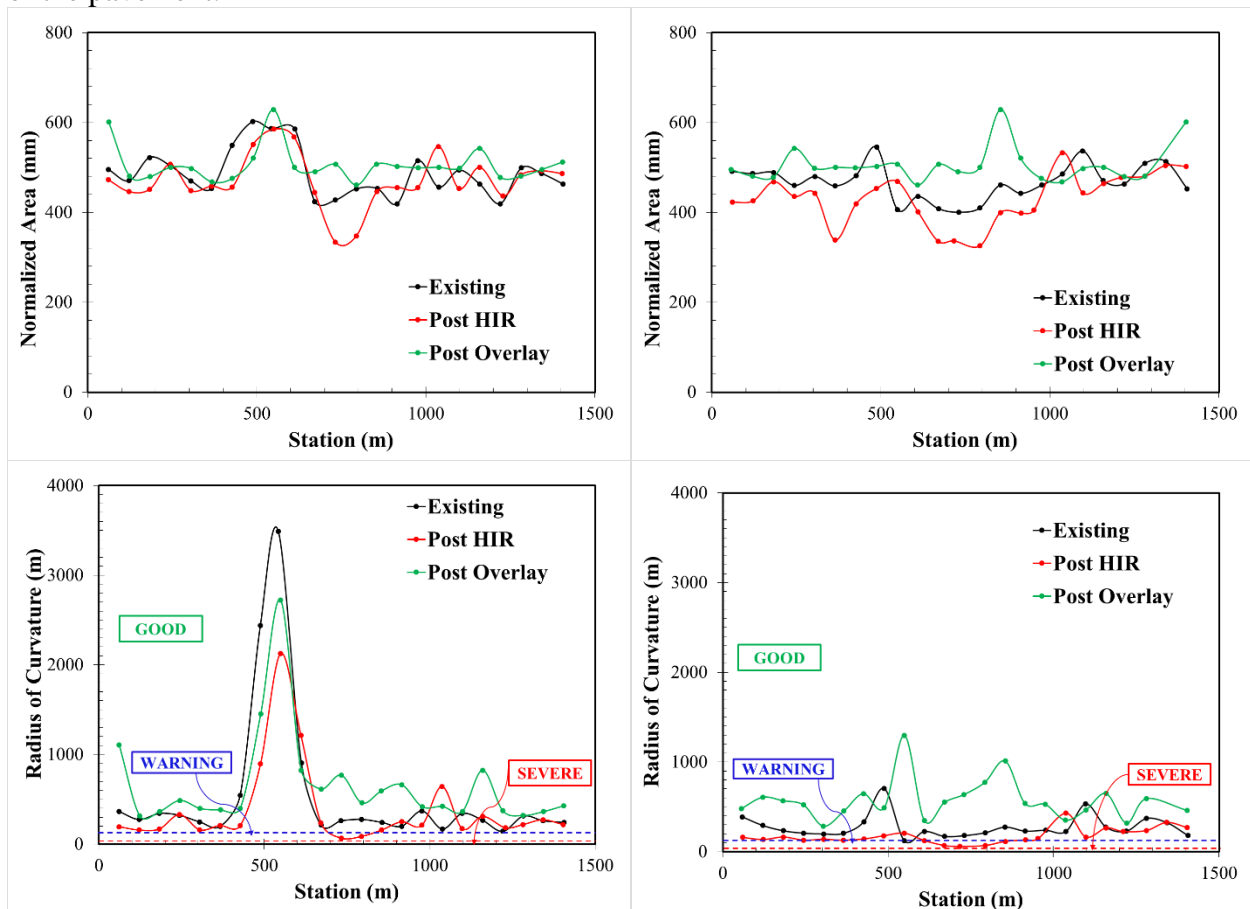 of the pavement.
800
600
400
200
0
Normalized Area (mm)
Existing
Post HIR
Post Overlay
0 500 1000 1500
Station (m)
800
600
400
200
0
Normalized Area (mm)
Existing
Post HIR
Post Overlay
0 500 1000 1500
Station (m)
4000
3000
2000
1000
0
Radius of Curvature (m)
Existing
Post HIR
Post Overlay
GOOD
WARNING
SEVERE
0 500 1000 1500
Station (m)
4000
3000
2000
1000
0
Radius of Curvature (m)
Existing
Post HIR
Post Overlay
GOOD
WARNING
SEVERE
0 500 1000 1500
Station (m)